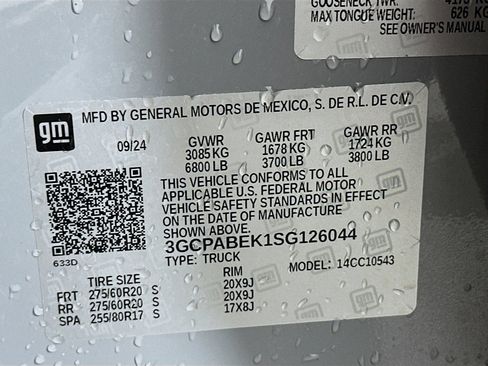 GOOSENECK TWR:
MAX TONGUE WEIGHT: 626 KG
SEE OWNER'S MANUAL
gm
MFD BY GENERAL MOTORS DE MEXICO, S. DE R.L. DE C.V.
09/24 GVWR GAWR FRT GAWR RR
3085 KG 1678 KG 1724 KG
6800 LB 3700 LB 3800 LB
THIS VEHICLE CONFORMS TO ALL
APPLICABLE U.S. FEDERAL MOTOR
VEHICLE SAFETY STANDARDS IN EFFECT
ON THE DATE OF MANUFACTURE
SHOWN ABOVE.
3GCPABEK1SG126044
633D
TYPE: TRUCK MODEL: 14CC10543
TIRE SIZE RIM
FRT 275/60R20 S 20X9J
RR 275/60R20 S 20X9J
SPA 255/80R17 S 17X8J